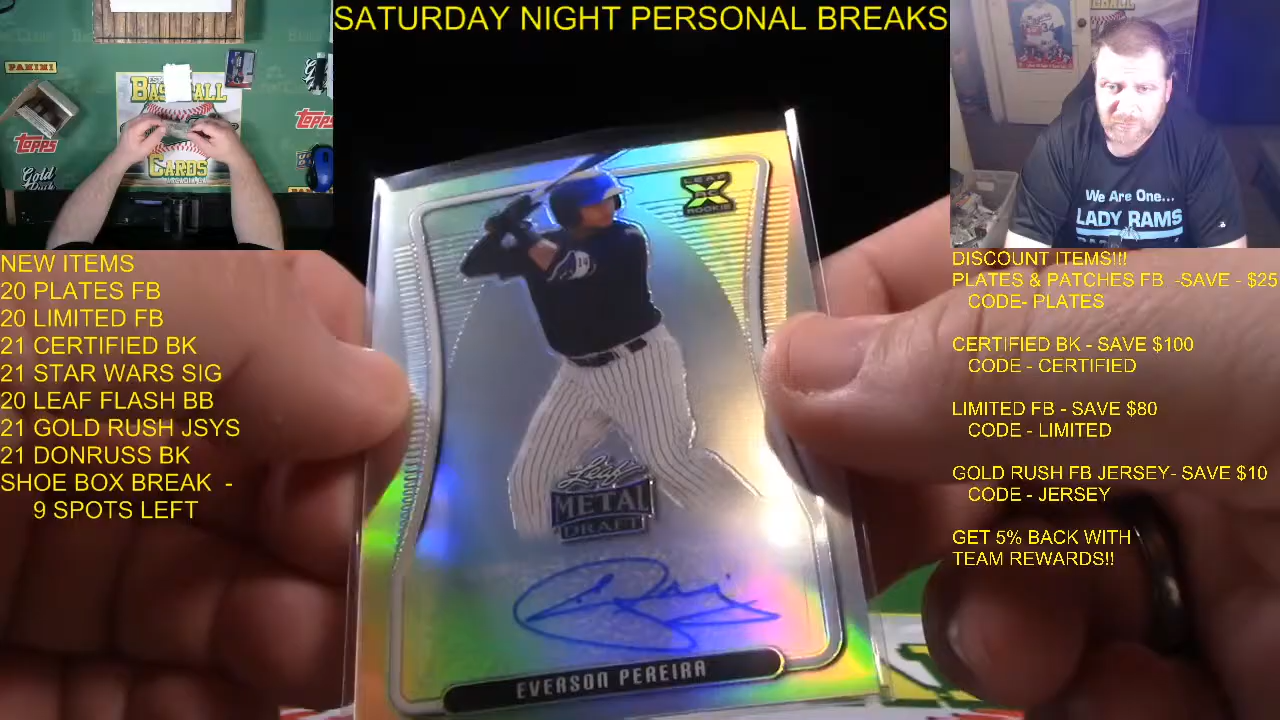 SATURDAY NIGHT PERSONAL BREAKS
PANINI
BASEBALL
TOPPS
TOPPS
Gold Rush
CARDS
We Are One...
LADY RAMS
NEW ITEMS
20 PLATES FB
20 LIMITED FB
21 CERTIFIED BK
21 STAR WARS SIG
20 LEAF FLASH BB
21 GOLD RUSH JSYS
21 DONRUSS BK
SHOE BOX BREAK -
9 SPOTS LEFT
LEAF
X
ROOKIE
14
Leaf
METAL
DRAFT
EVERSON PEREIRA
DISCOUNT ITEMS!!!
PLATES & PATCHES FB -SAVE - $25
CODE- PLATES
CERTIFIED BK - SAVE $100
CODE - CERTIFIED
LIMITED FB - SAVE $80
CODE - LIMITED
GOLD RUSH FB JERSEY- SAVE $10
CODE - JERSEY
GET 5% BACK WITH
TEAM REWARDS!!